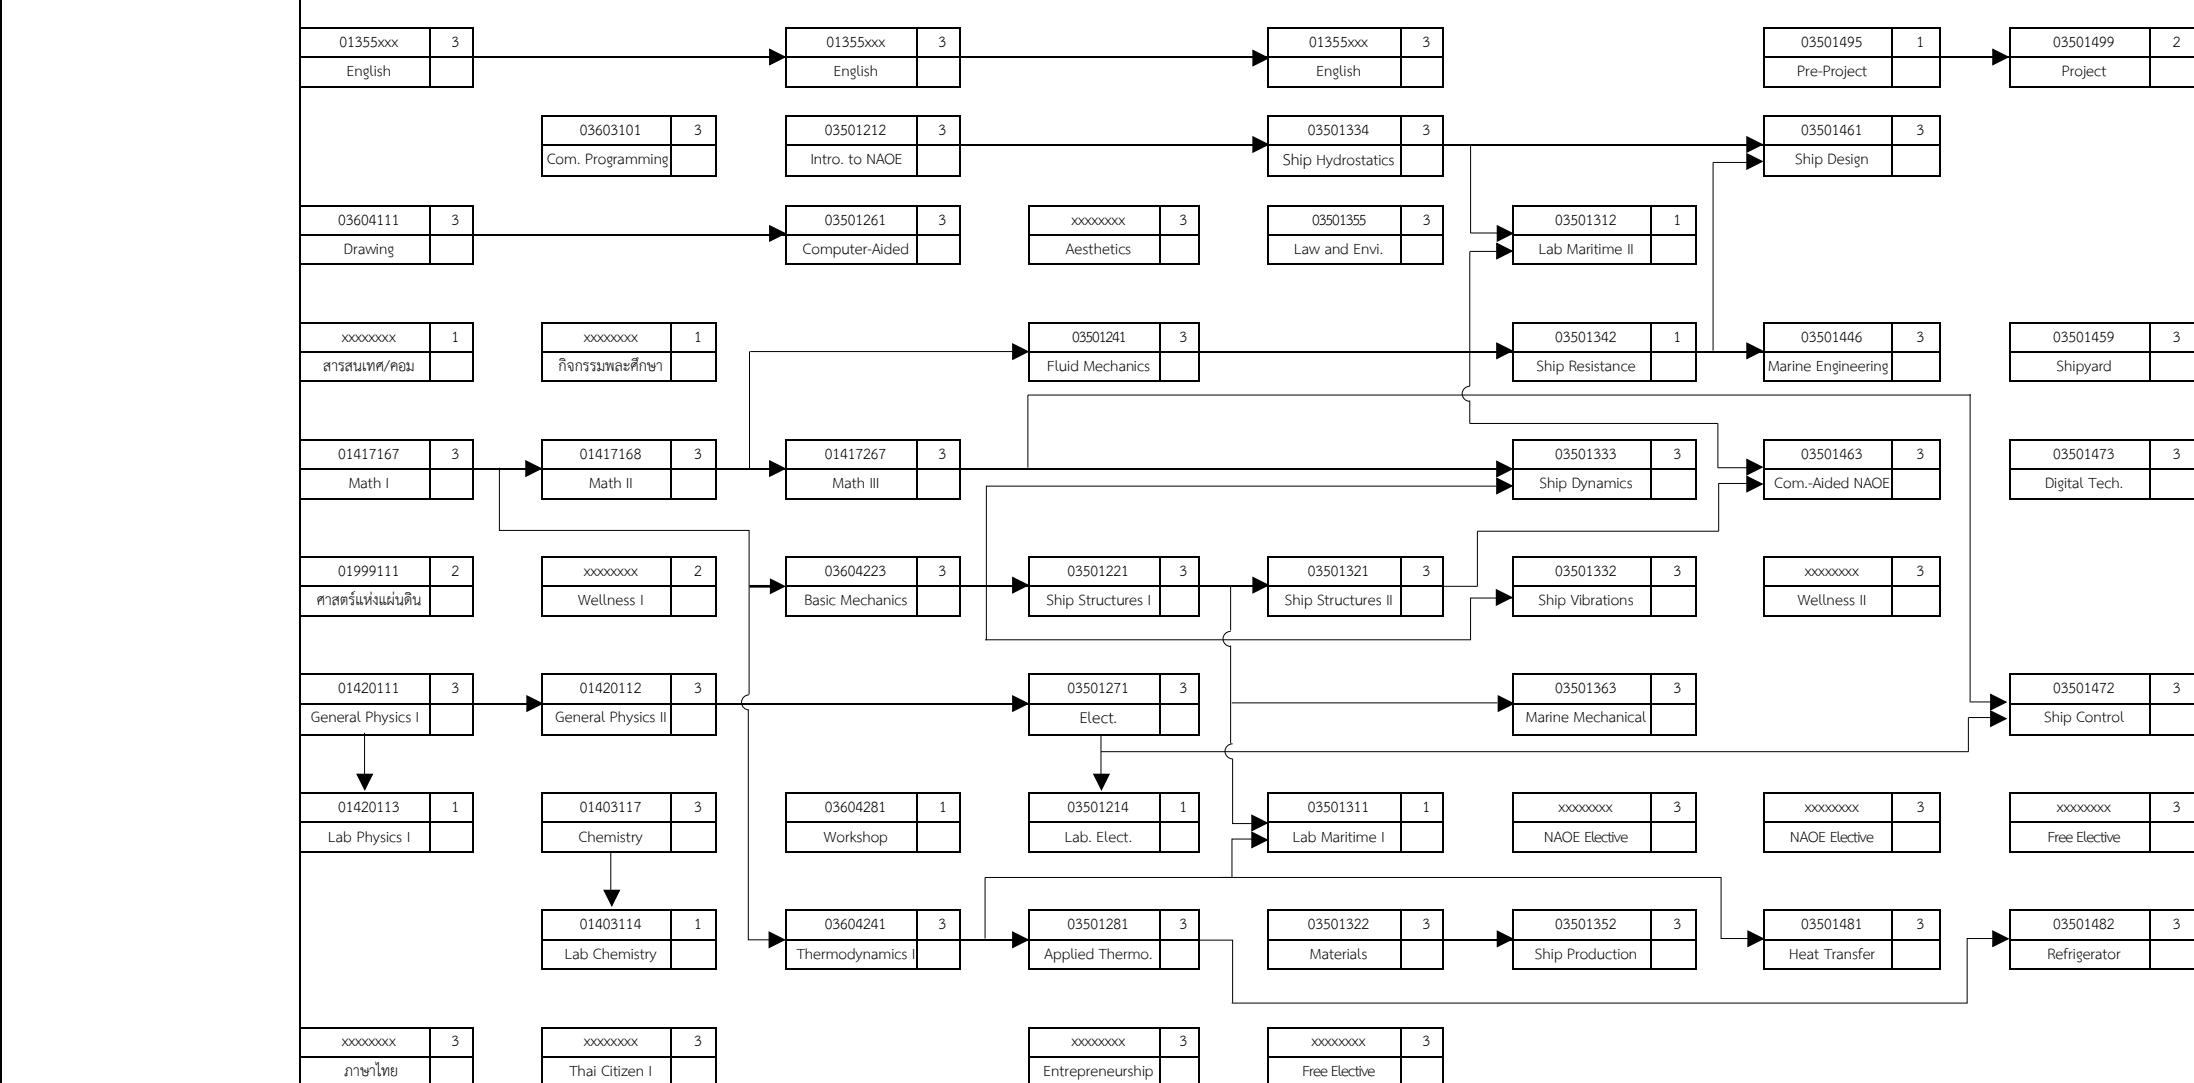 01355xxx 3 01355xxx 3 01355xxx 3 03501495 1 03501499 2
English English English Pre-Project Project
03603101 3 03501212 3 03501334 3 03501461 3
Com. Programming Intro. to NAOE Ship Hydrostatics Ship Design
03604111 3 03501261 3 xxxxxxxx 3 03501355 3 03501312 1
Drawing Computer-Aided Aesthetics Law and Envi. Lab Maritime II
xxxxxxxx 1 xxxxxxxx 1 03501241 3 03501342 1 03501446 3 03501459 3
สารสนเทศ/คอม กิจกรรมพละศึกษา Fluid Mechanics Ship Resistance Marine Engineering Shipyard
01417167 3 01417168 3 01417267 3 03501333 3 03501463 3 03501473 3
Math I Math II Math III Ship Dynamics Com.-Aided NAOE Digital Tech.
01999111 2 xxxxxxxx 2 03604223 3 03501221 3 03501321 3 03501332 3 xxxxxxxx 3
ศาสตร์แห่งแผ่นดิน Wellness I Basic Mechanics Ship Structures I Ship Structures II Ship Vibrations Wellness II
01420111 3 01420112 3 03501271 3 03501363 3 03501472 3
General Physics I General Physics II Elect. Marine Mechanical Ship Control
01420113 1 01403117 3 03604281 1 03501214 1 03501311 1 xxxxxxxx 3 xxxxxxxx 3 xxxxxxxx 3
Lab Physics I Chemistry Workshop Lab. Elect. Lab Maritime I NAOE Elective NAOE Elective Free Elective
01403114 1 03604241 3 03501281 3 03501322 3 03501352 3 03501481 3 03501482 3
Lab Chemistry Thermodynamics I Applied Thermo. Materials Ship Production Heat Transfer Refrigerator
xxxxxxxx 3 xxxxxxxx 3 xxxxxxxx 3 xxxxxxxx 3
ภาษาไทย Thai Citizen I Entrepreneurship Free Elective